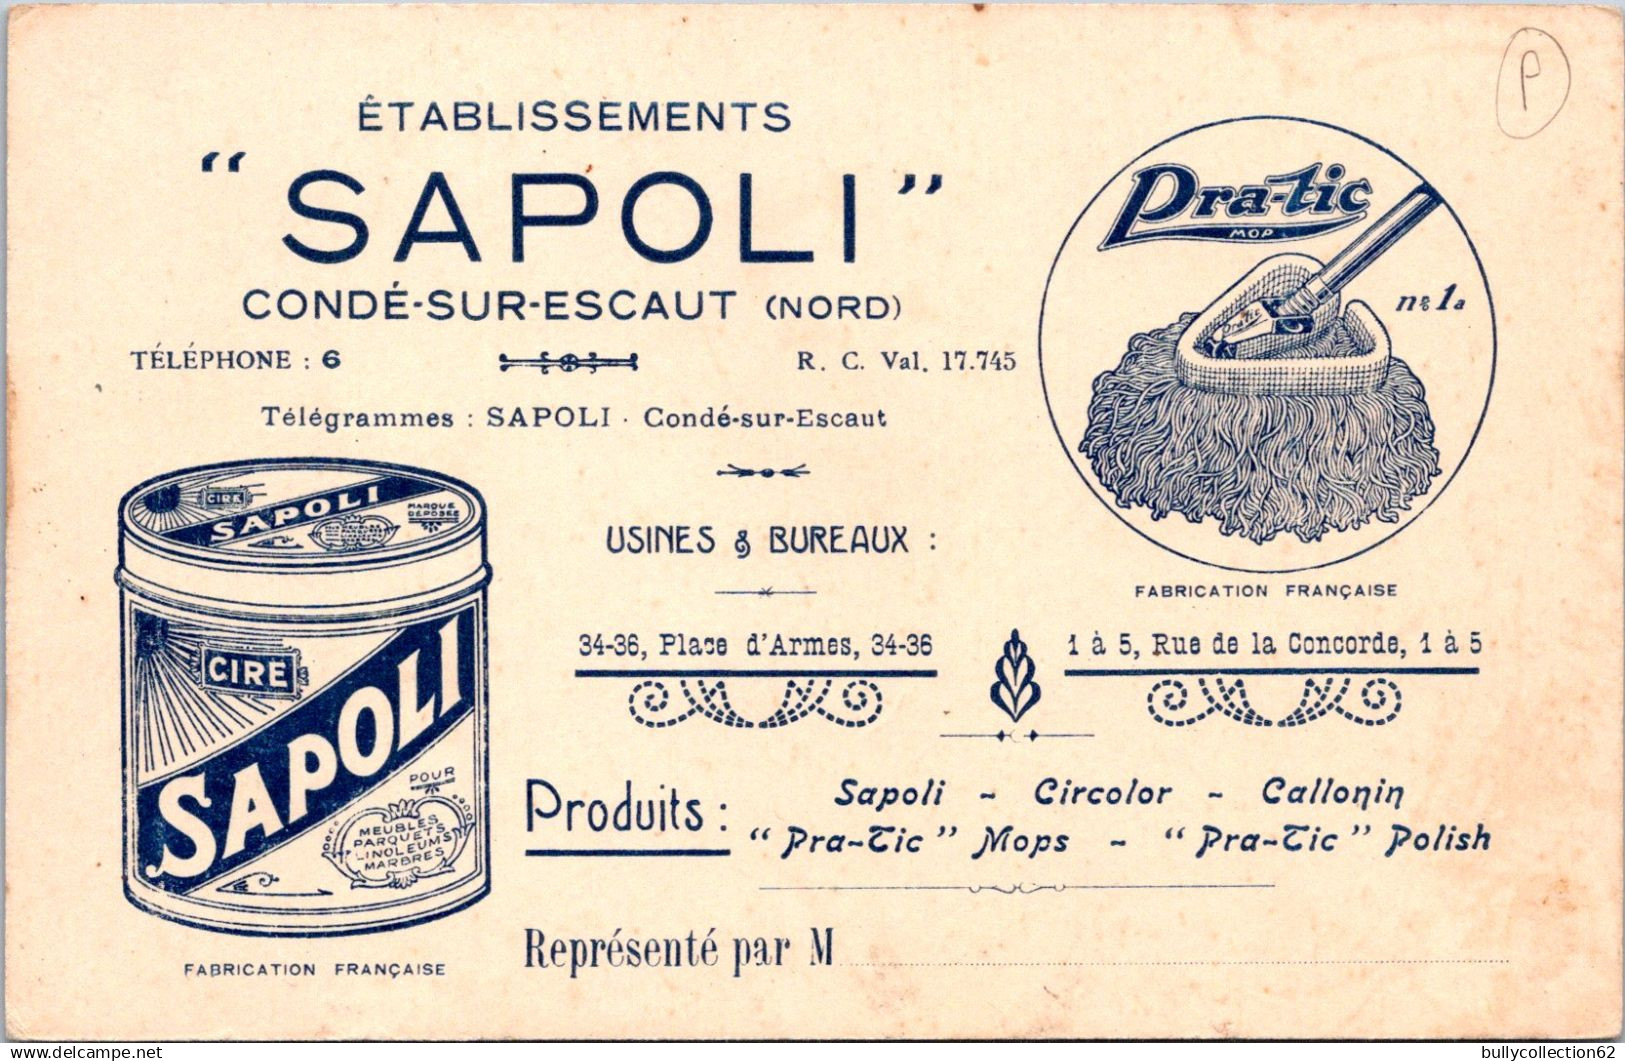 P
ÉTABLISSEMENTS
“SAPOLI”
CONDÉ-SUR-ESCAUT (NORD)
TÉLÉPHONE : 6
R. C. Val. 17.745
Télégrammes : SAPOLI · Condé-sur-Escaut
Pra-tic
MOP
nº 1a
Pra-Tic
FABRICATION FRANÇAISE
CIRE
SAPOLI
MARQUE
DÉPOSÉE
CIRE
SAPOLI
POUR
MEUBLES
PARQUETS
LINOLEUMS
MARBRES
FABRICATION FRANÇAISE
USINES & BUREAUX :
34-36, Place d'Armes, 34-36
1 à 5, Rue de la Concorde, 1 à 5
Produits :
Sapoli - Circolor - Callonin
“Pra-Tic” Mops - “Pra-Tic” Polish
Représenté par M
delcampe.net
bullycollection62